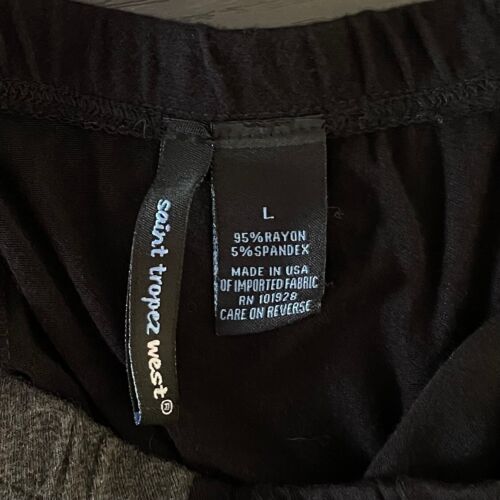 saint tropez west®
L
95%RAYON
5%SPANDEX
MADE IN USA
OF IMPORTED FABRIC
RN 101928
CARE ON REVERSE